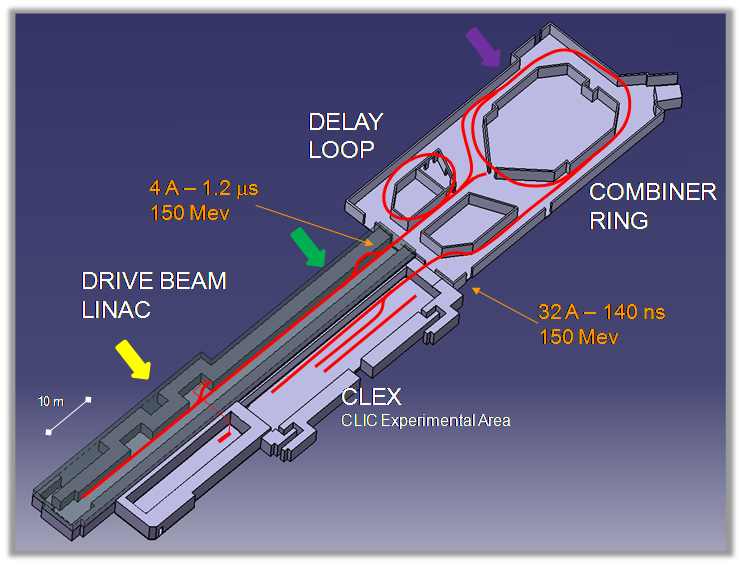 DELAY
LOOP
4 A – 1.2 μs
150 Mev
COMBINER
RING
DRIVE BEAM
LINAC
32 A – 140 ns
150 Mev
10 m
CLEX
CLIC Experimental Area